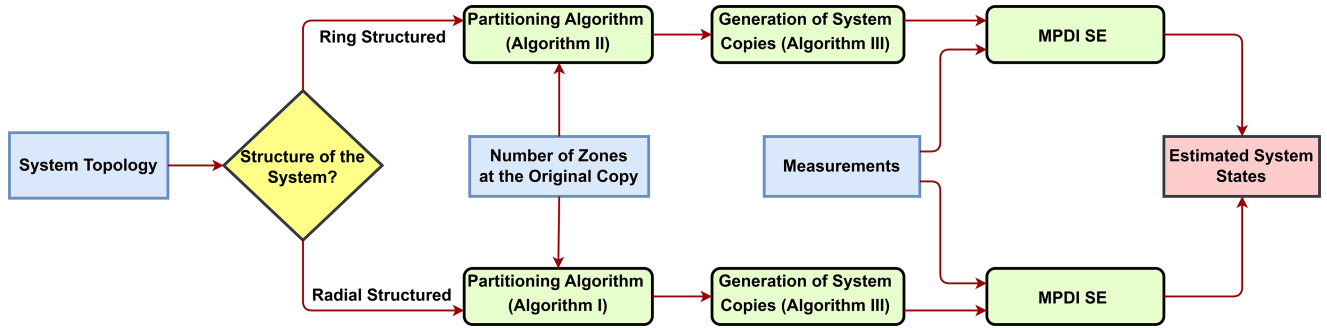 Partitioning Algorithm
(Algorithm II)
Generation of System
Copies (Algorithm III)
MPDI SE
Ring Structured
System Topology
Structure of the
System?
Number of Zones
at the Original Copy
Measurements
Estimated System
States
Radial Structured
Partitioning Algorithm
(Algorithm I)
Generation of System
Copies (Algorithm III)
MPDI SE